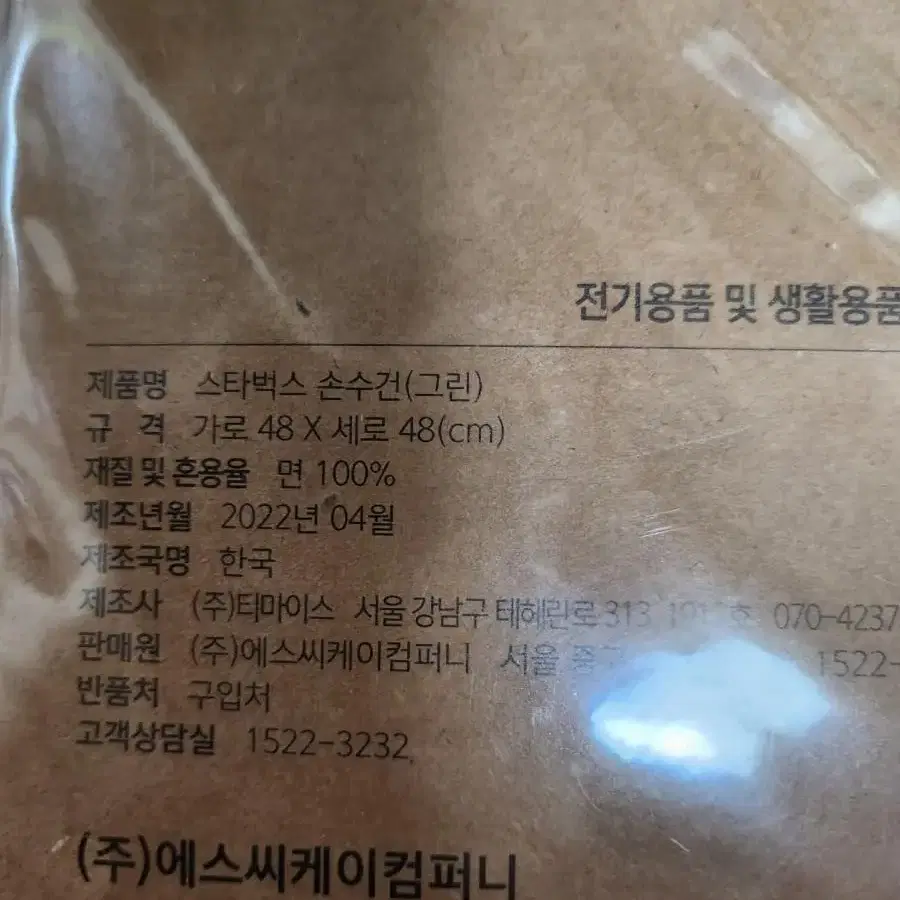 전기용품 및 생활용품
제품명 스타벅스 손수건(그린)
규 격 가로 48 X 세로 48(cm)
재질 및 혼용율 면 100%
제조년월 2022년 04월
제조국명 한국
제조사 (주)티마이스 서울 강남구 테헤란로 313 호 070-4237
판매원 (주)에스씨케이컴퍼니 서울 중구 1522-
반품처 구입처
고객상담실 1522-3232
(주)에스씨케이컴퍼니